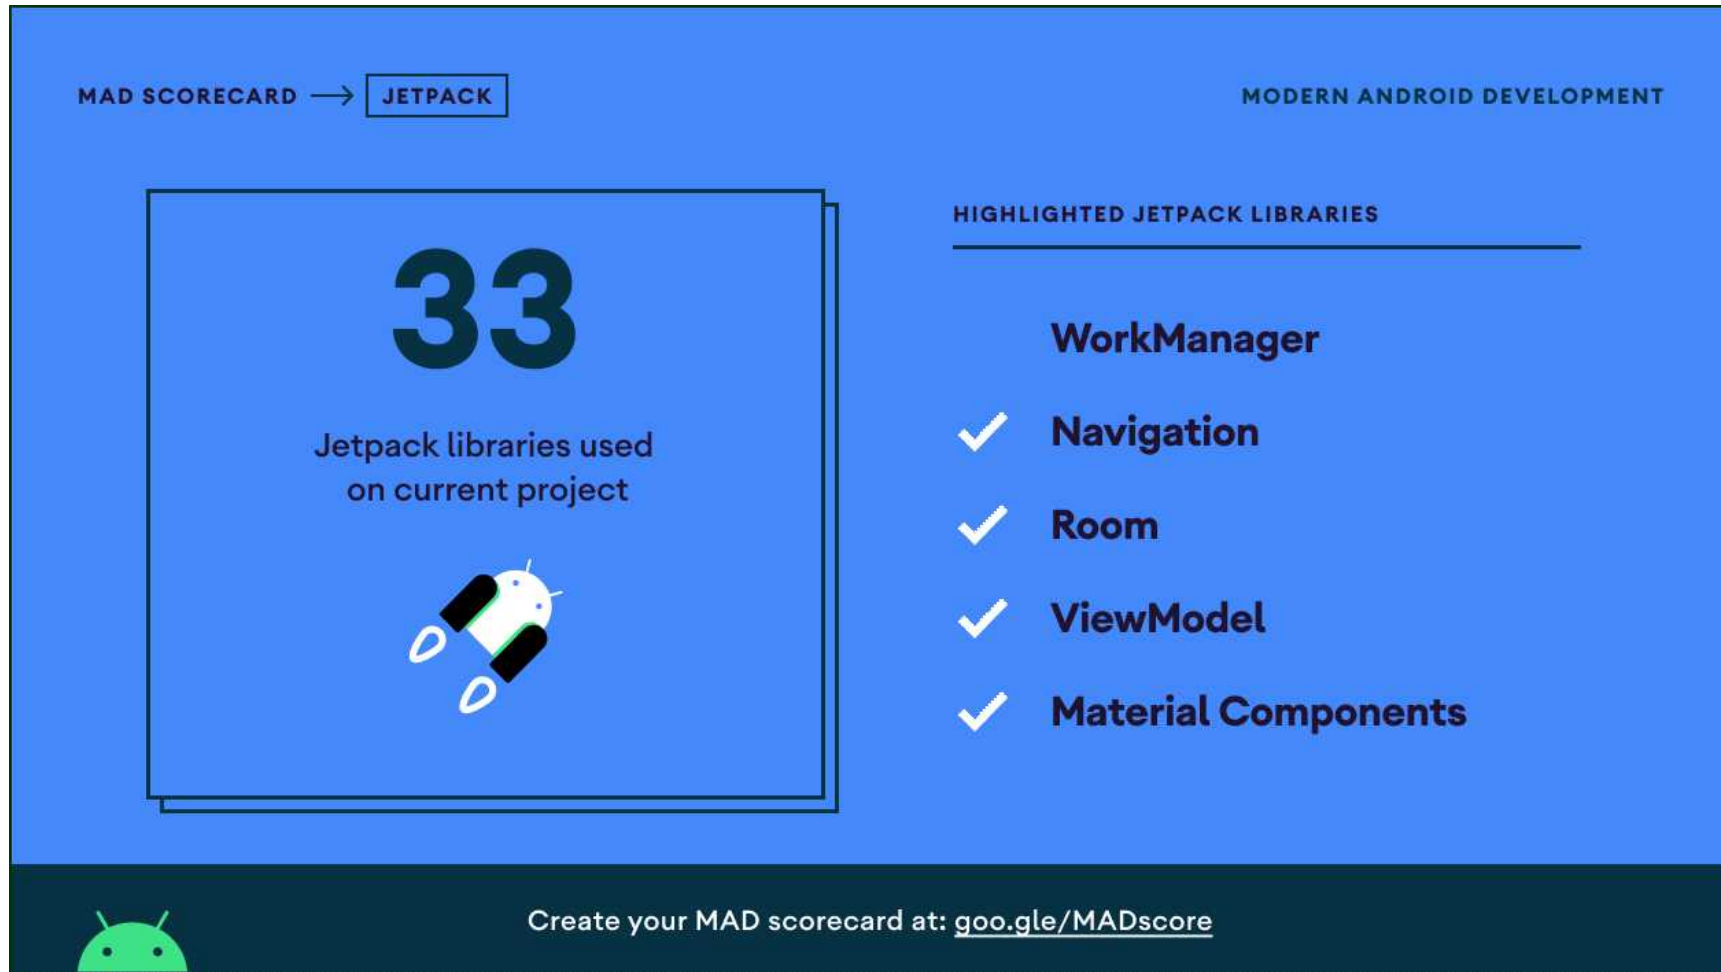 MAD SCORECARD → JETPACK
MODERN ANDROID DEVELOPMENT
33
Jetpack libraries used
on current project
HIGHLIGHTED JETPACK LIBRARIES
WorkManager
Navigation
Room
ViewModel
Material Components
Create your MAD scorecard at: goo.gle/MADscore